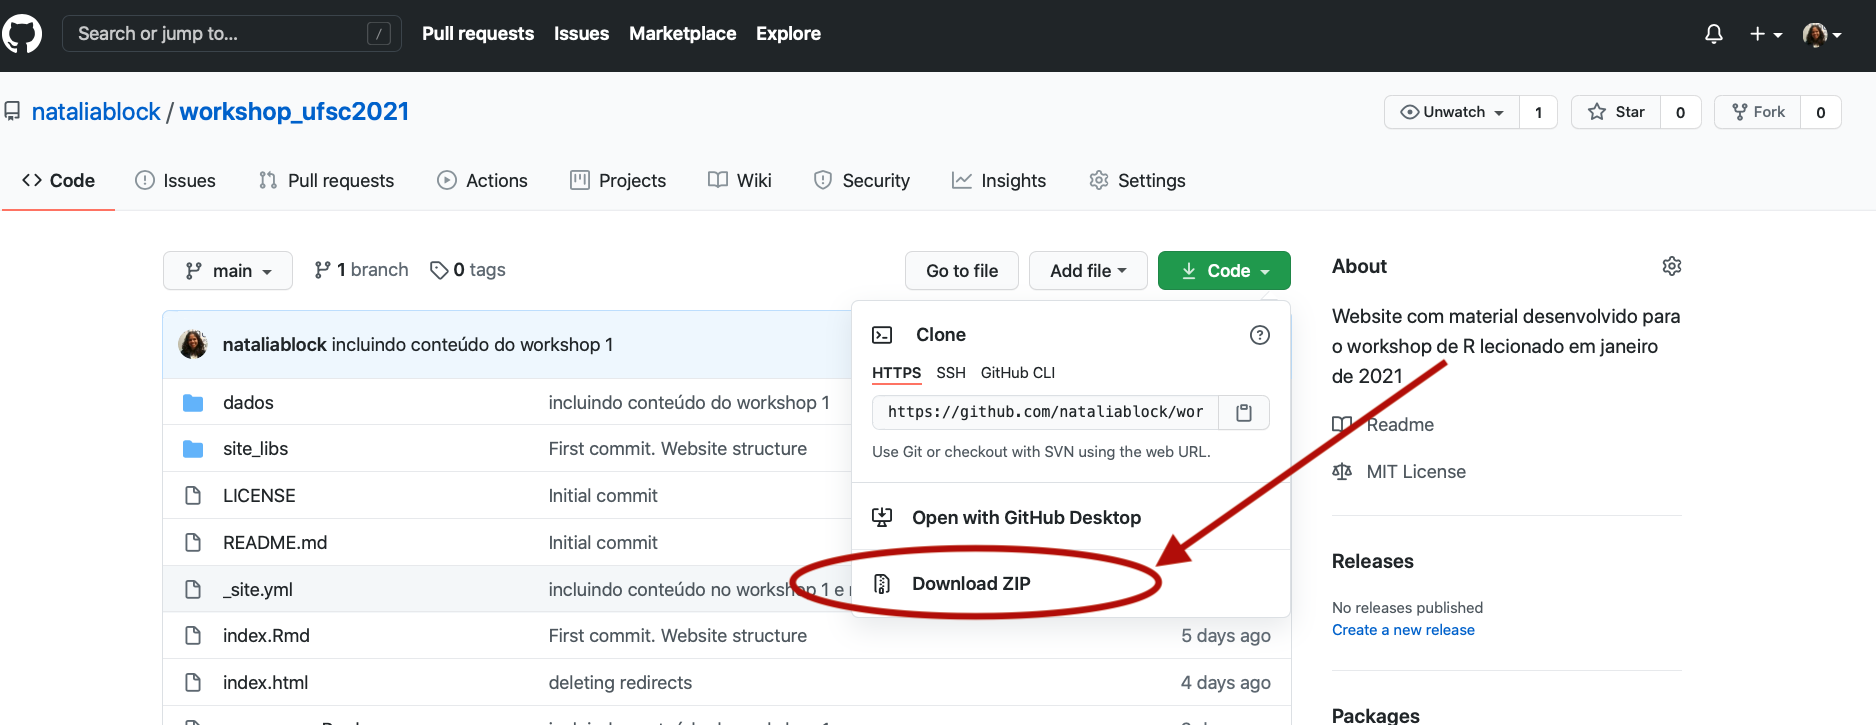 Search or jump to... /
Pull requests Issues Marketplace Explore
nataliablock / workshop_ufsc2021
Unwatch 1 Star 0 Fork 0
Code Issues Pull requests Actions Projects Wiki Security Insights Settings
main 1 branch 0 tags
Go to file Add file Code
nataliablock incluindo conteúdo do workshop 1
dados incluindo conteúdo do workshop 1
site_libs First commit. Website structure
LICENSE Initial commit
README.md Initial commit
_site.yml incluindo conteúdo no workshop 1 e
index.Rmd First commit. Website structure 5 days ago
index.html deleting redirects 4 days ago
Clone
HTTPS SSH GitHub CLI
https://github.com/nataliablock/wor
Use Git or checkout with SVN using the web URL.
Open with GitHub Desktop
Download ZIP
About
Website com material desenvolvido para
o workshop de R lecionado em janeiro
de 2021
Readme
MIT License
Releases
No releases published
Create a new release
Packages